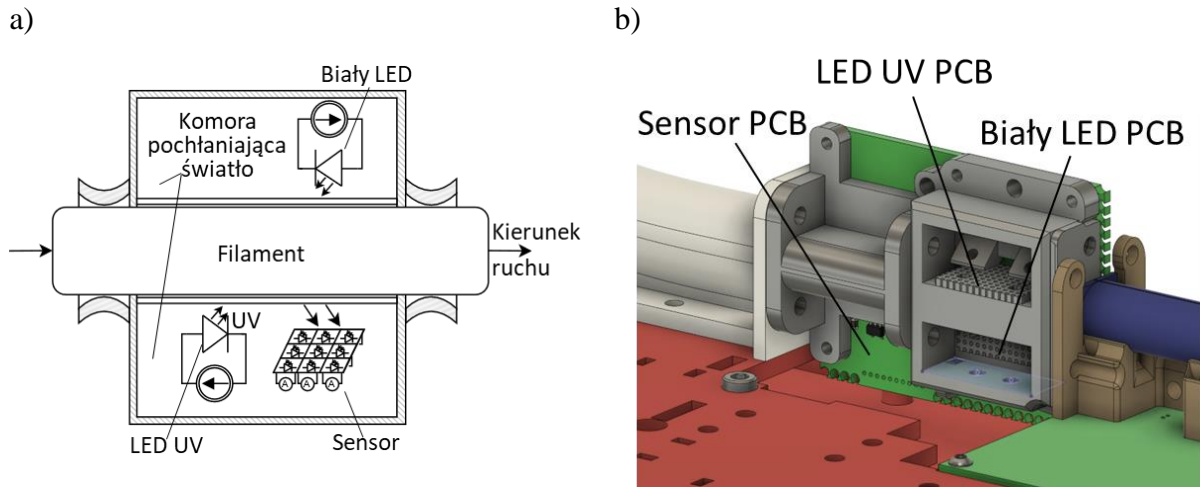 a)
Biały LED
Komora
pochłaniająca
światło
Filament
Kierunek
ruchu
UV
A A A
LED UV
Sensor
b)
LED UV PCB
Sensor PCB
Biały LED PCB